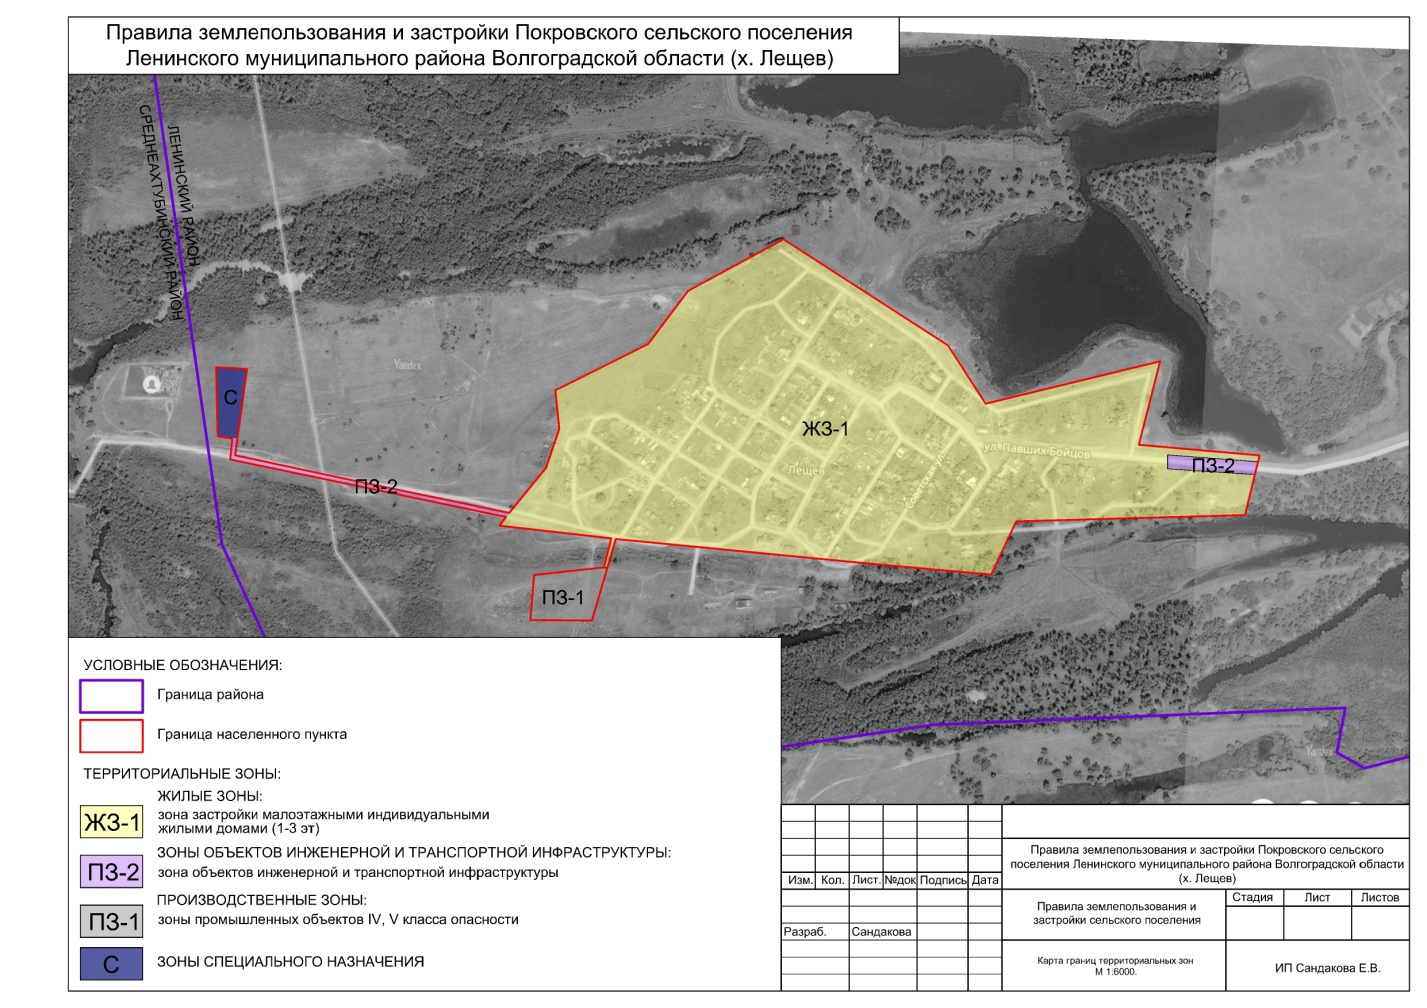 Правила землепользования и застройки Покровского сельского поселения
Ленинского муниципального района Волгоградской области (х. Лещев)
ЛЕНИНСКИЙ РАЙОН
СРЕДНЕАХТУБИНСКИЙ РАЙОН
Yandex
С
ПЗ-2
ЖЗ-1
Лещев
ул. Павших Бойцов
Советская ул.
ПЗ-2
ПЗ-1
Yandex
УСЛОВНЫЕ ОБОЗНАЧЕНИЯ:
Граница района
Граница населенного пункта
ТЕРРИТОРИАЛЬНЫЕ ЗОНЫ:
ЖИЛЫЕ ЗОНЫ:
ЖЗ-1
зона застройки малоэтажными индивидуальными
жилыми домами (1-3 эт)
ЗОНЫ ОБЪЕКТОВ ИНЖЕНЕРНОЙ И ТРАНСПОРТНОЙ ИНФРАСТРУКТУРЫ:
ПЗ-2
зона объектов инженерной и транспортной инфраструктуры
ПРОИЗВОДСТВЕННЫЕ ЗОНЫ:
ПЗ-1
зоны промышленных объектов IV, V класса опасности
С
ЗОНЫ СПЕЦИАЛЬНОГО НАЗНАЧЕНИЯ
Изм. Кол. Лист. №док Подпись Дата
Разраб. Сандакова
Правила землепользования и застройки Покровского сельского
поселения Ленинского муниципального района Волгоградской области
(х. Лещев)
Правила землепользования и
застройки сельского поселения
Стадия Лист Листов
Карта границ территориальных зон
М 1:6000.
ИП Сандакова Е.В.